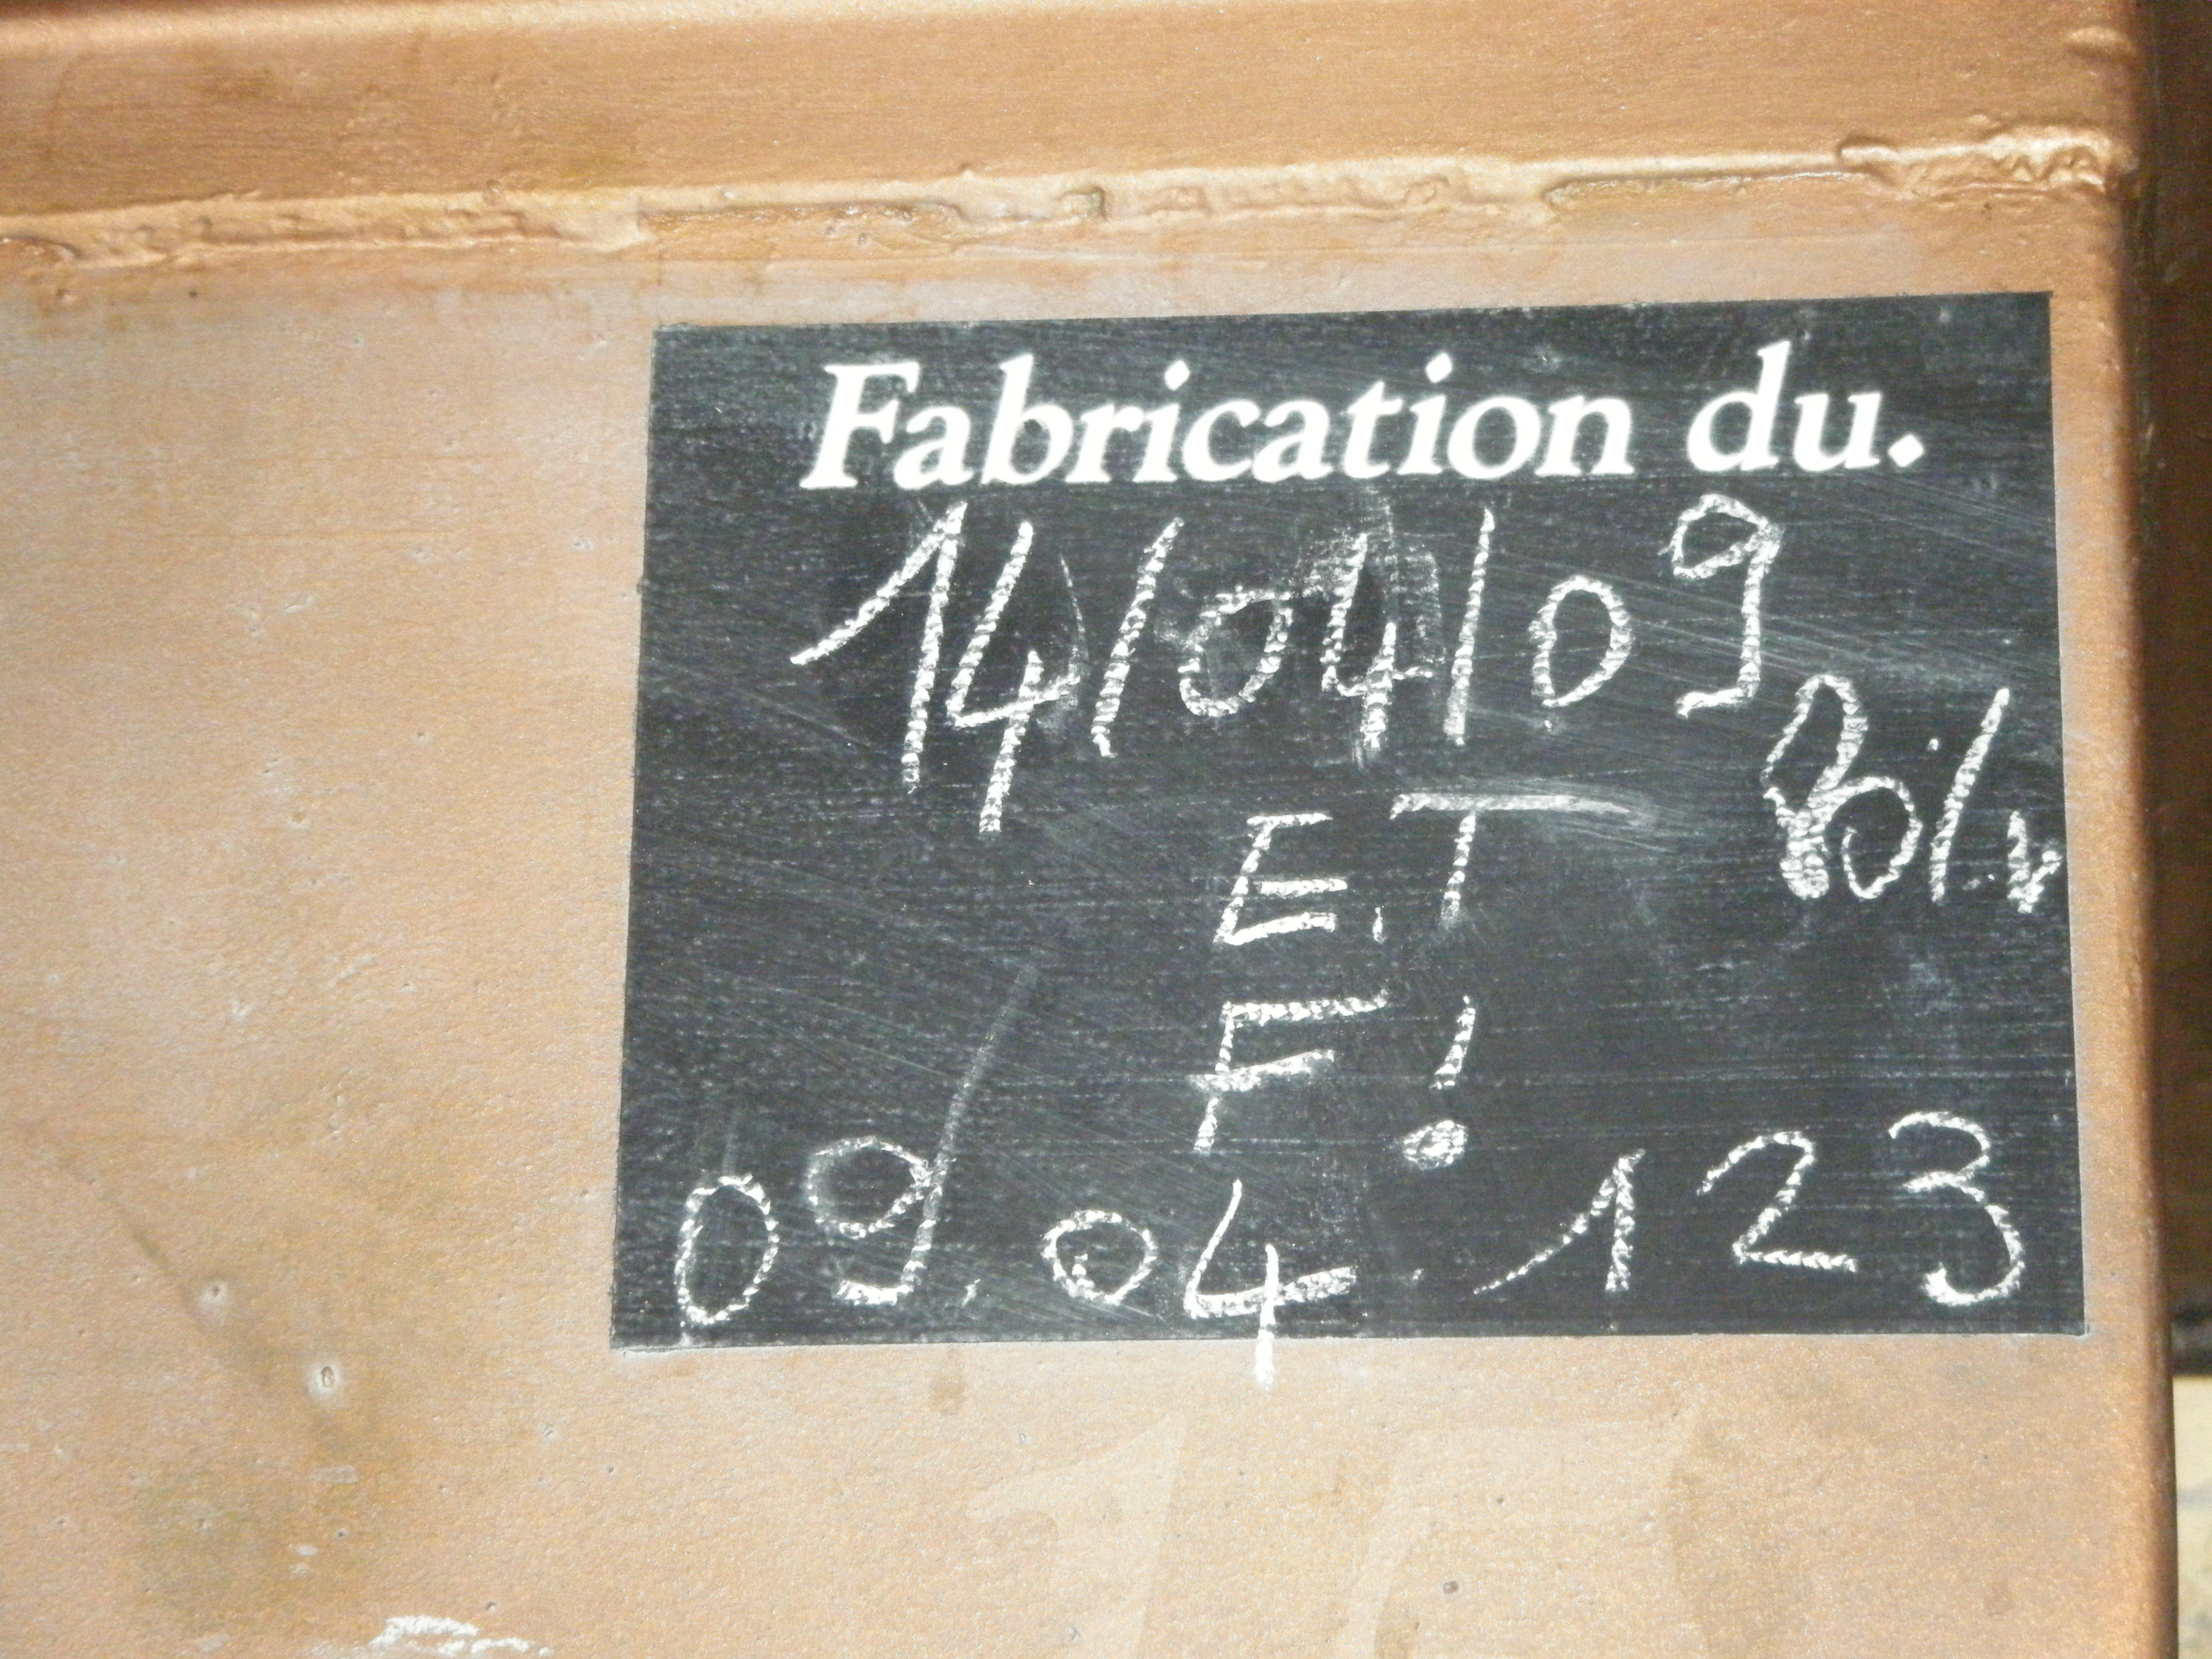 Fabrication du.
14/04/09
E.T
F!
09.04.123